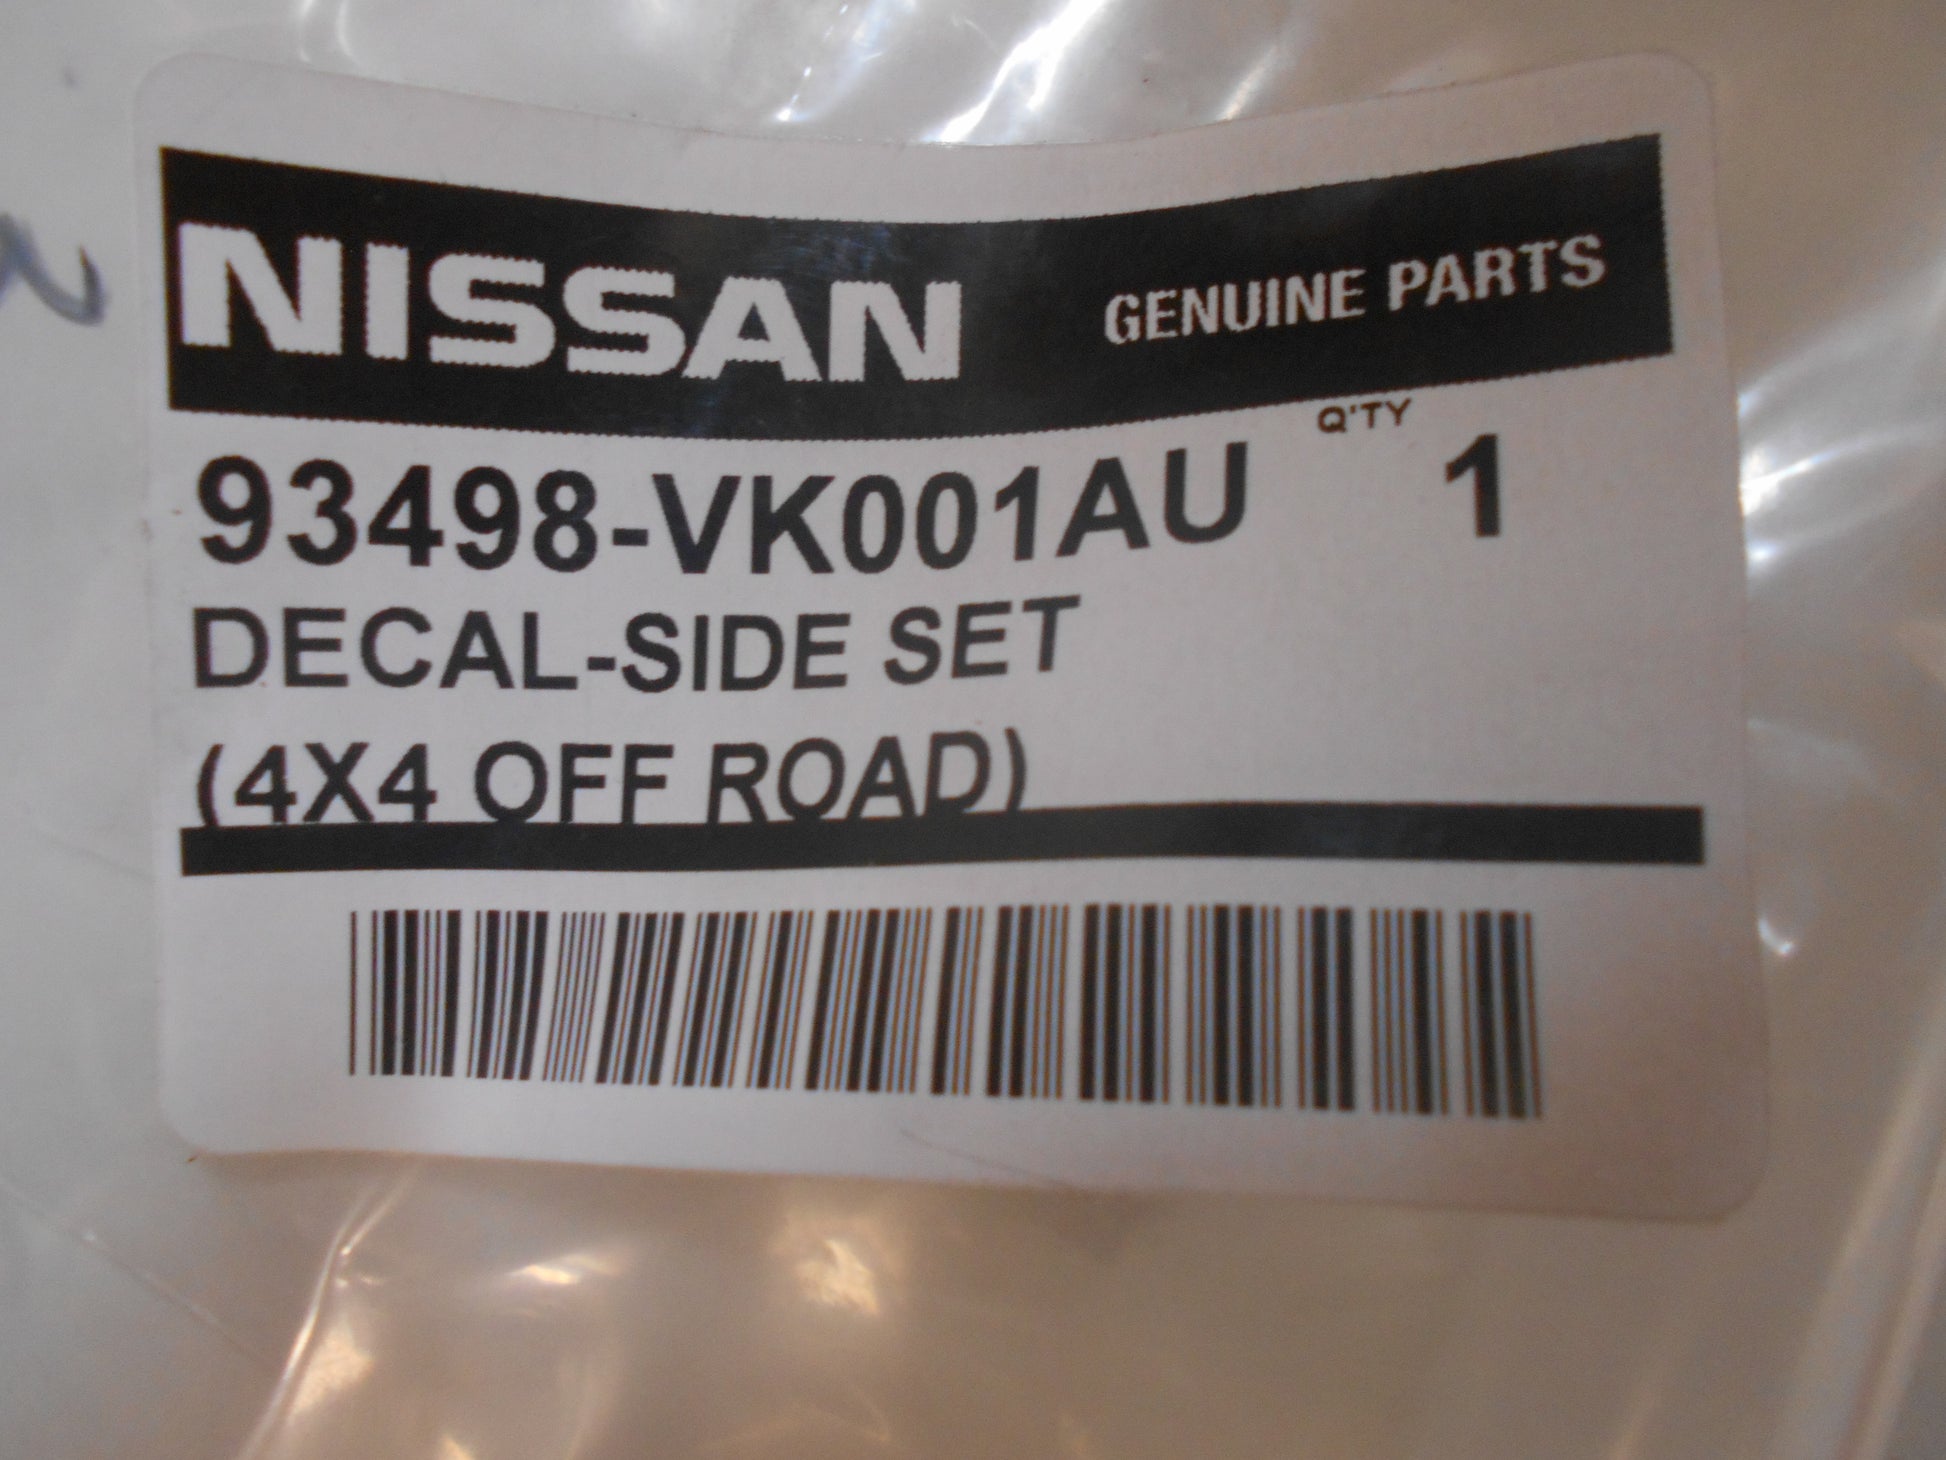 NISSAN GENUINE PARTS
Q'TY
93498-VK001AU 1
DECAL-SIDE SET
(4X4 OFF ROAD)